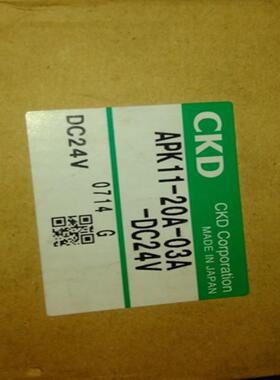 CKD
CKD Corporation
MADE IN JAPAN
APK11-20A-03A
-DC24V
DC24V 0714 G